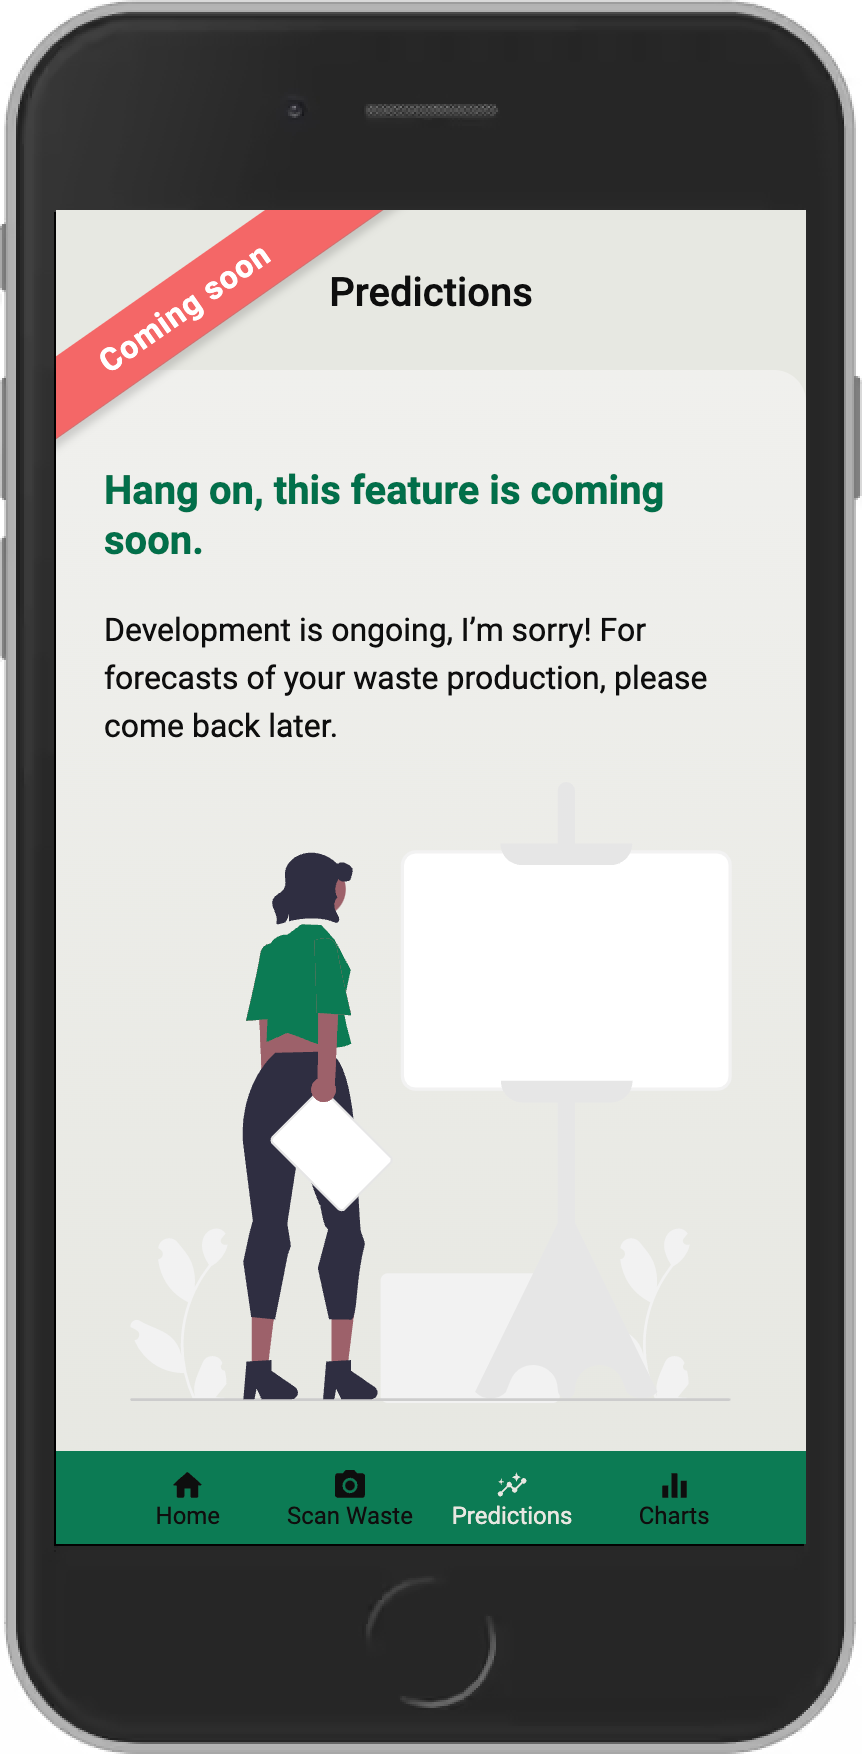 Coming soon
Predictions
Hang on, this feature is coming
soon.
Development is ongoing, I’m sorry! For
forecasts of your waste production, please
come back later.
Home
Scan Waste
Predictions
Charts